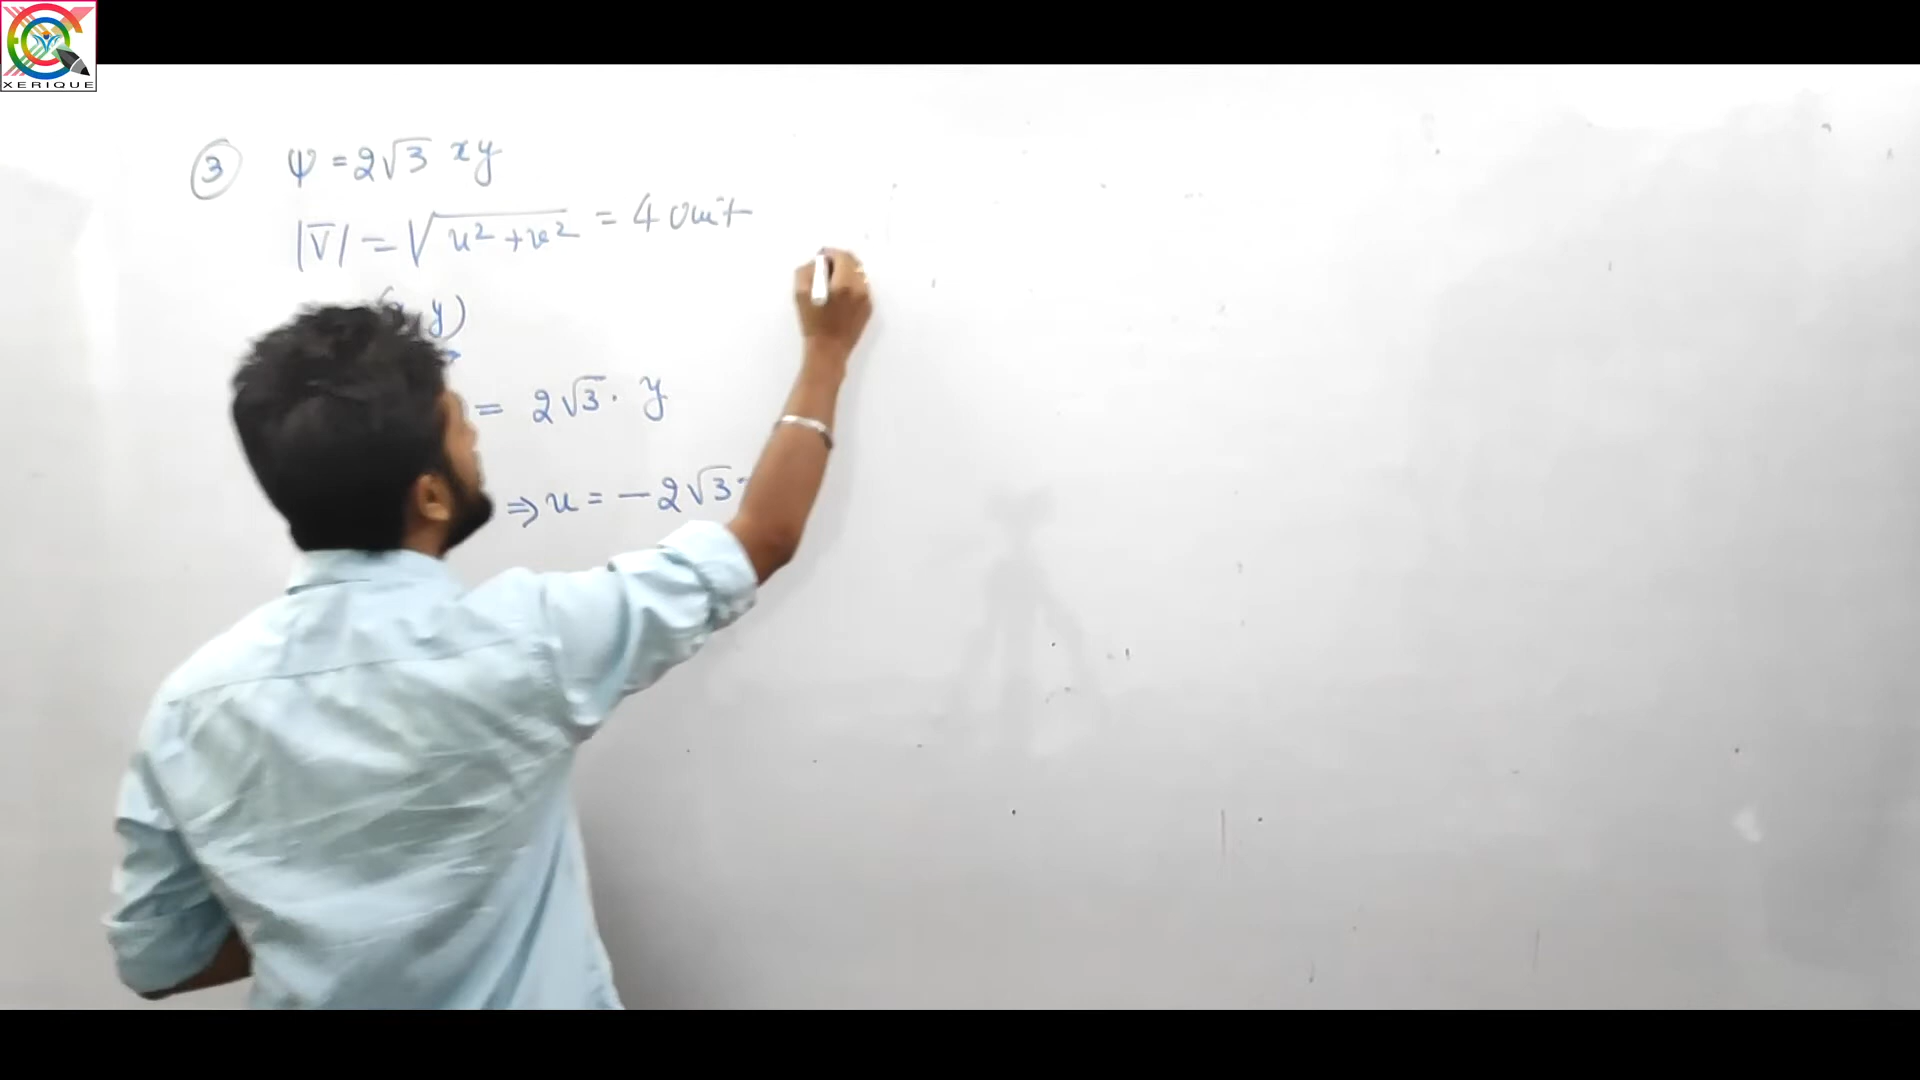 XERIQUE
③ ψ = 2√3 xy
|V̅| = √u² + v² = 4 unit
, y)
= 2√3 · y
⇒ u = −2√3